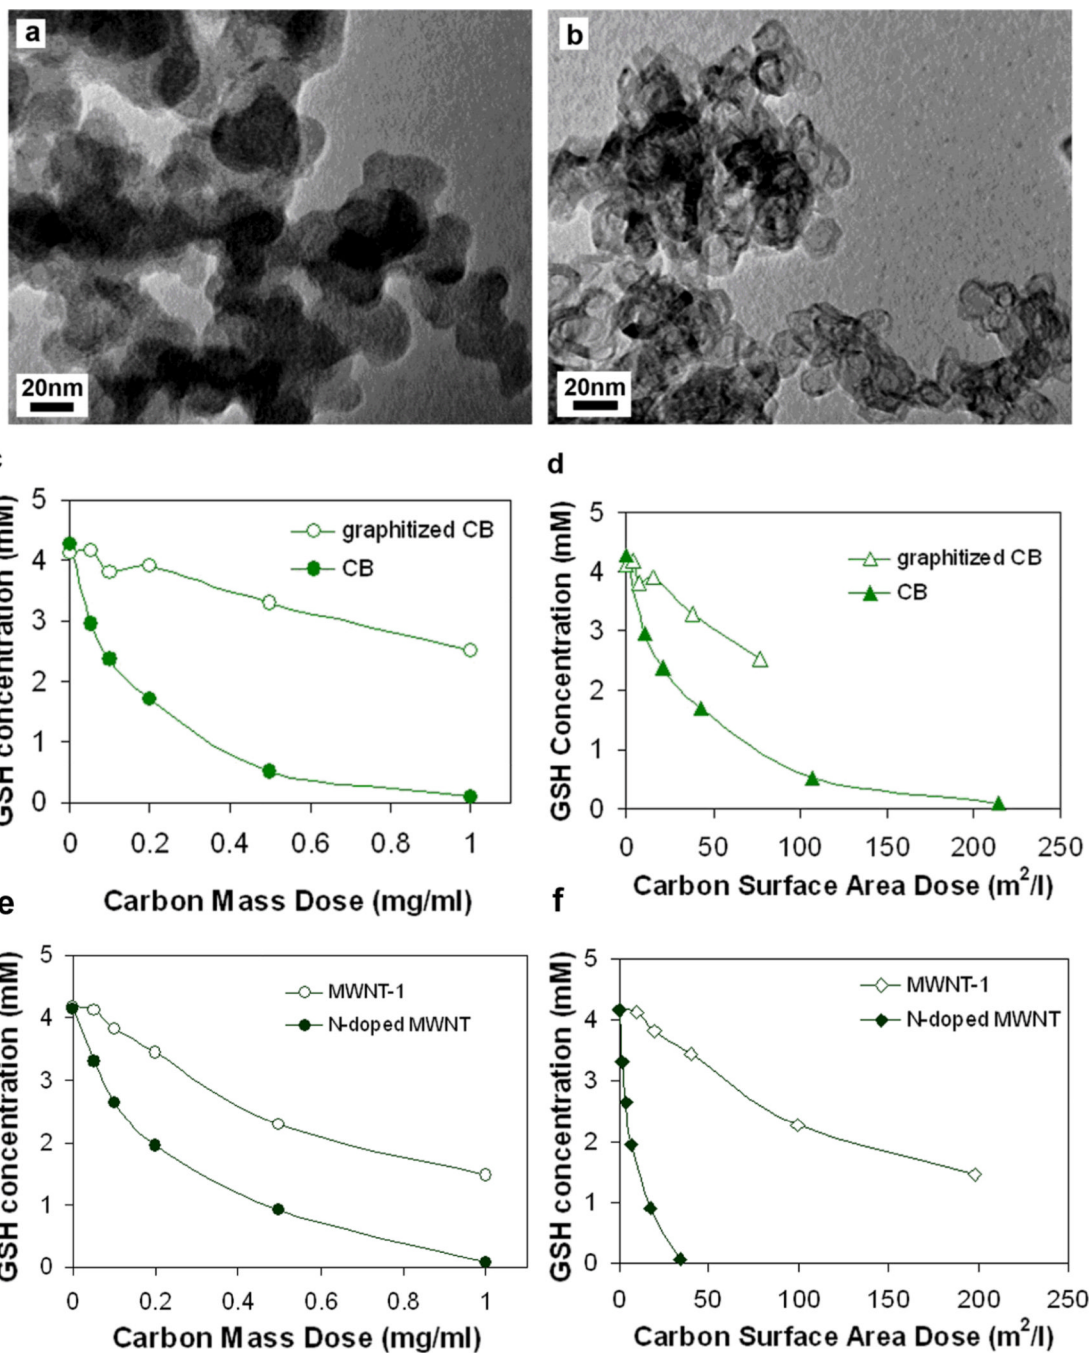 a
b
20nm
20nm
c
d
GSH concentration (mM)
5
4
3
2
1
0
graphitized CB
CB
0 0.2 0.4 0.6 0.8 1
Carbon Mass Dose (mg/ml)
GSH Concentration (mM)
5
4
3
2
1
0
graphitized CB
CB
0 50 100 150 200 250
Carbon Surface Area Dose (m²/l)
e
f
GSH concentration (mM)
5
4
3
2
1
0
MWNT-1
N-doped MWNT
0 0.2 0.4 0.6 0.8 1
Carbon Mass Dose (mg/ml)
GSH concentration (mM)
5
4
3
2
1
0
MWNT-1
N-doped MWNT
0 50 100 150 200 250
Carbon Surface Area Dose (m²/l)